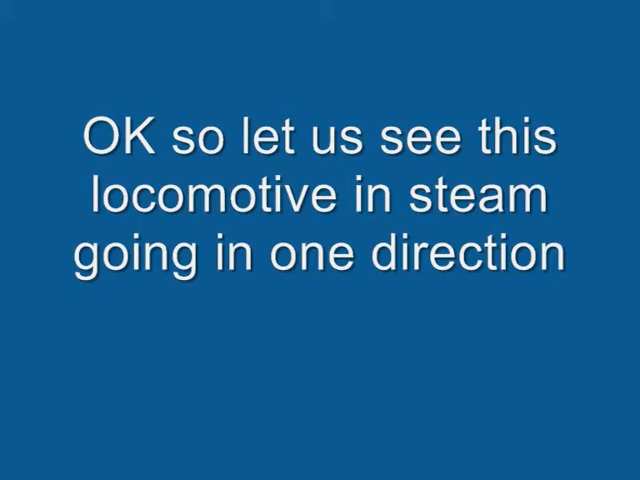 OK so let us see this
locomotive in steam
going in one direction